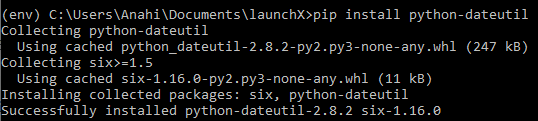 (env) C:\Users\Anahi\Documents\launchX>pip install python-dateutil
Collecting python-dateutil
  Using cached python_dateutil-2.8.2-py2.py3-none-any.whl (247 kB)
Collecting six>=1.5
  Using cached six-1.16.0-py2.py3-none-any.whl (11 kB)
Installing collected packages: six, python-dateutil
Successfully installed python-dateutil-2.8.2 six-1.16.0